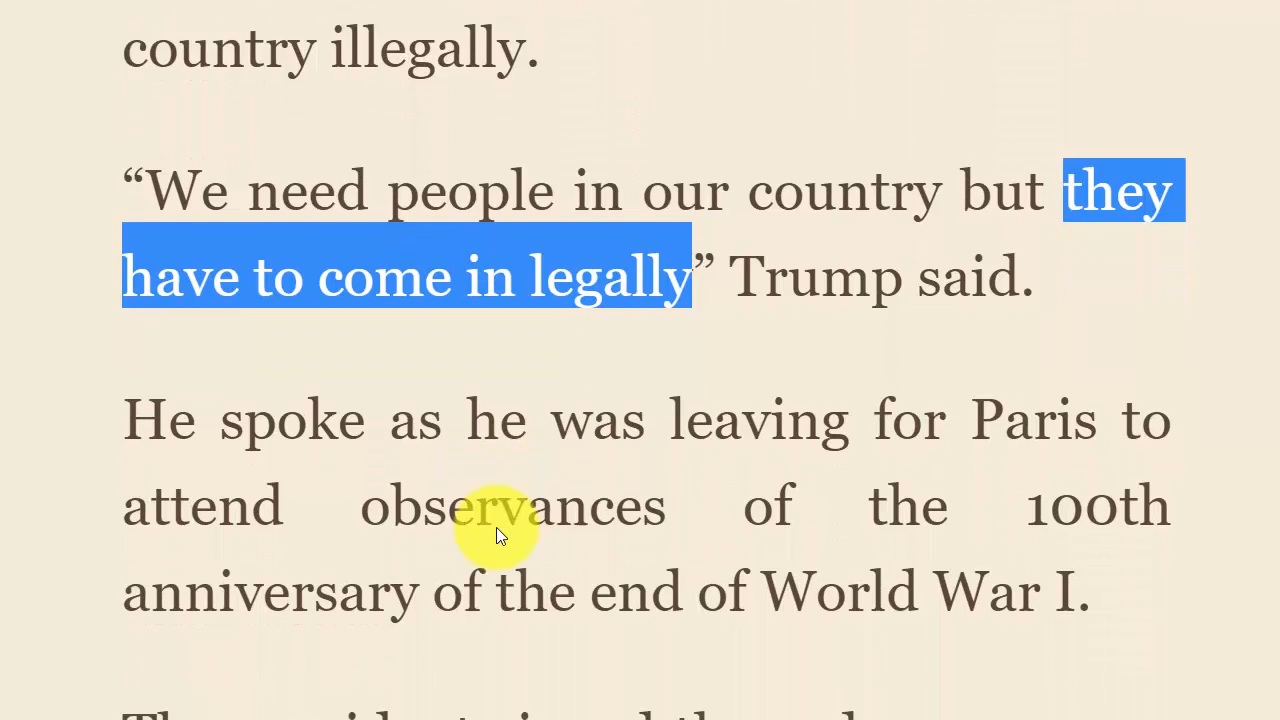 country illegally.
“We need people in our country but they
have to come in legally” Trump said.
He spoke as he was leaving for Paris to
attend observances of the 100th
anniversary of the end of World War I.